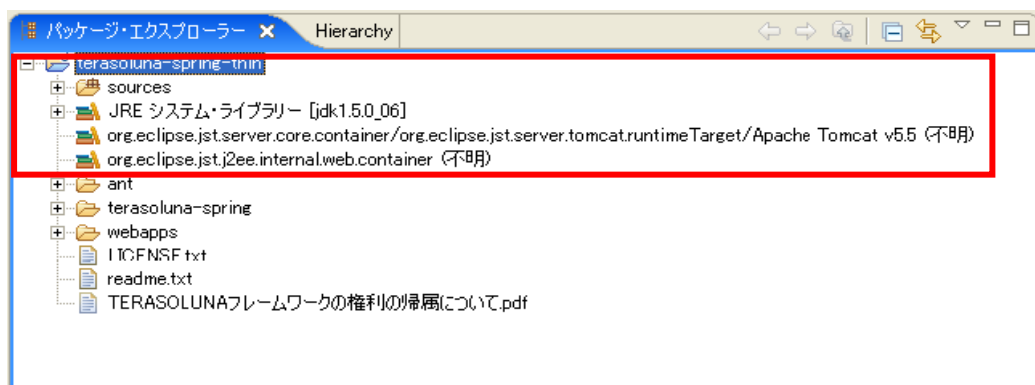 パッケージ・エクスプローラー Hierarchy
terasoluna-spring-thin
sources
JRE システム・ライブラリー [jdk1.5.0_06]
org.eclipse.jst.server.core.container/org.eclipse.jst.server.tomcat.runtimeTarget/Apache Tomcat v5.5 (不明)
org.eclipse.jst.j2ee.internal.web.container (不明)
ant
terasoluna-spring
webapps
LICENSE.txt
readme.txt
TERASOLUNAフレームワークの権利の帰属について.pdf